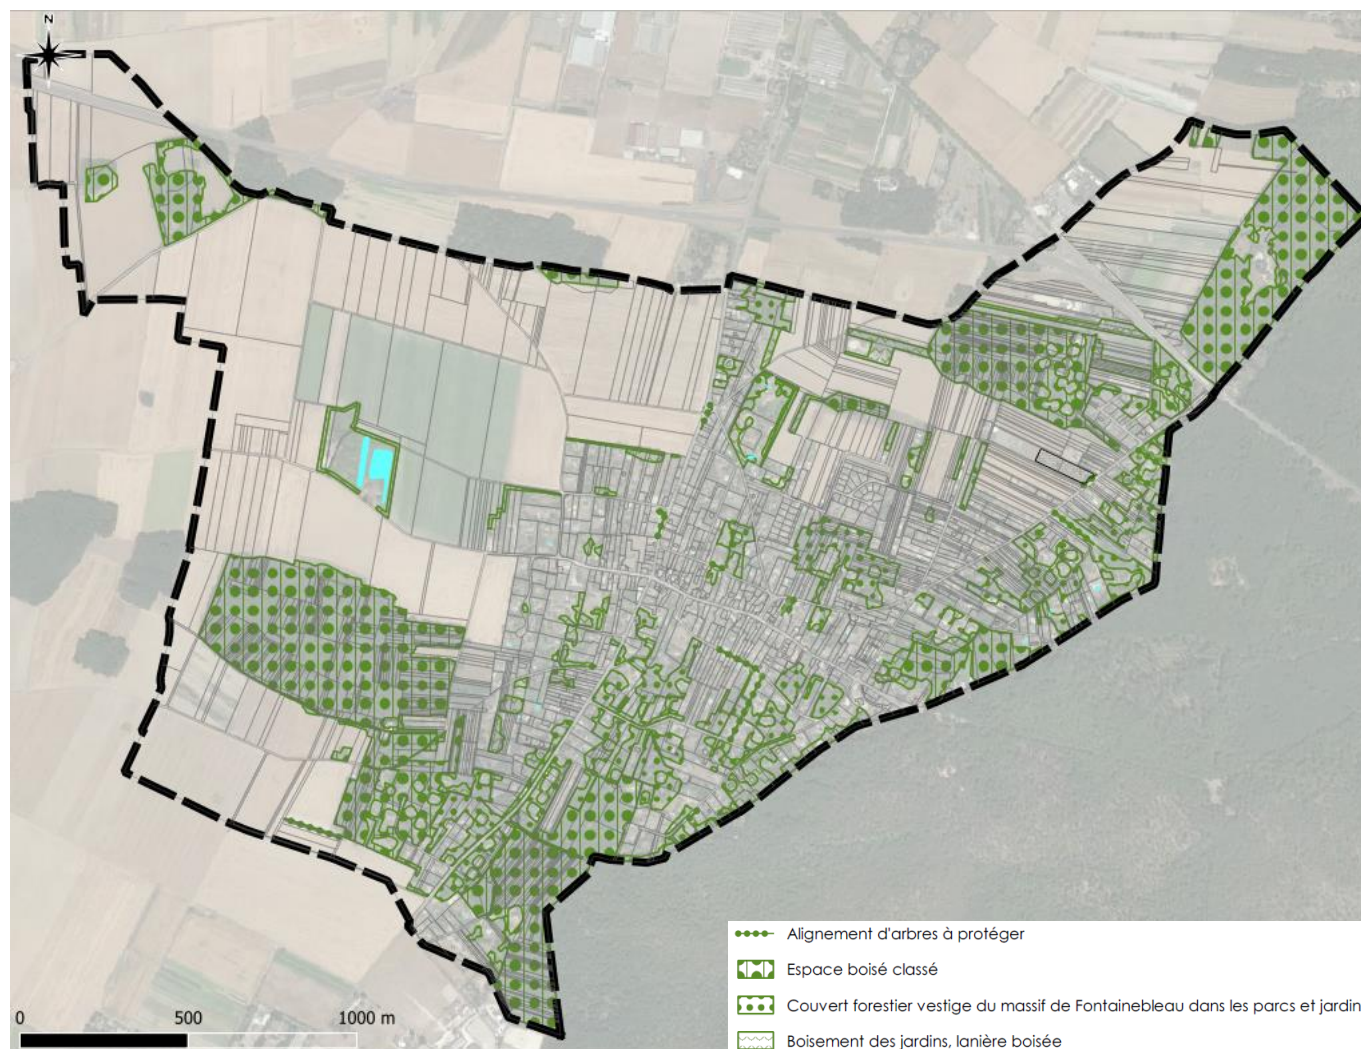 N
0 500 1000 m
Alignement d'arbres à protéger
Espace boisé classé
Couvert forestier vestige du massif de Fontainebleau dans les parcs et jardin
Boisement des jardins, lanière boisée